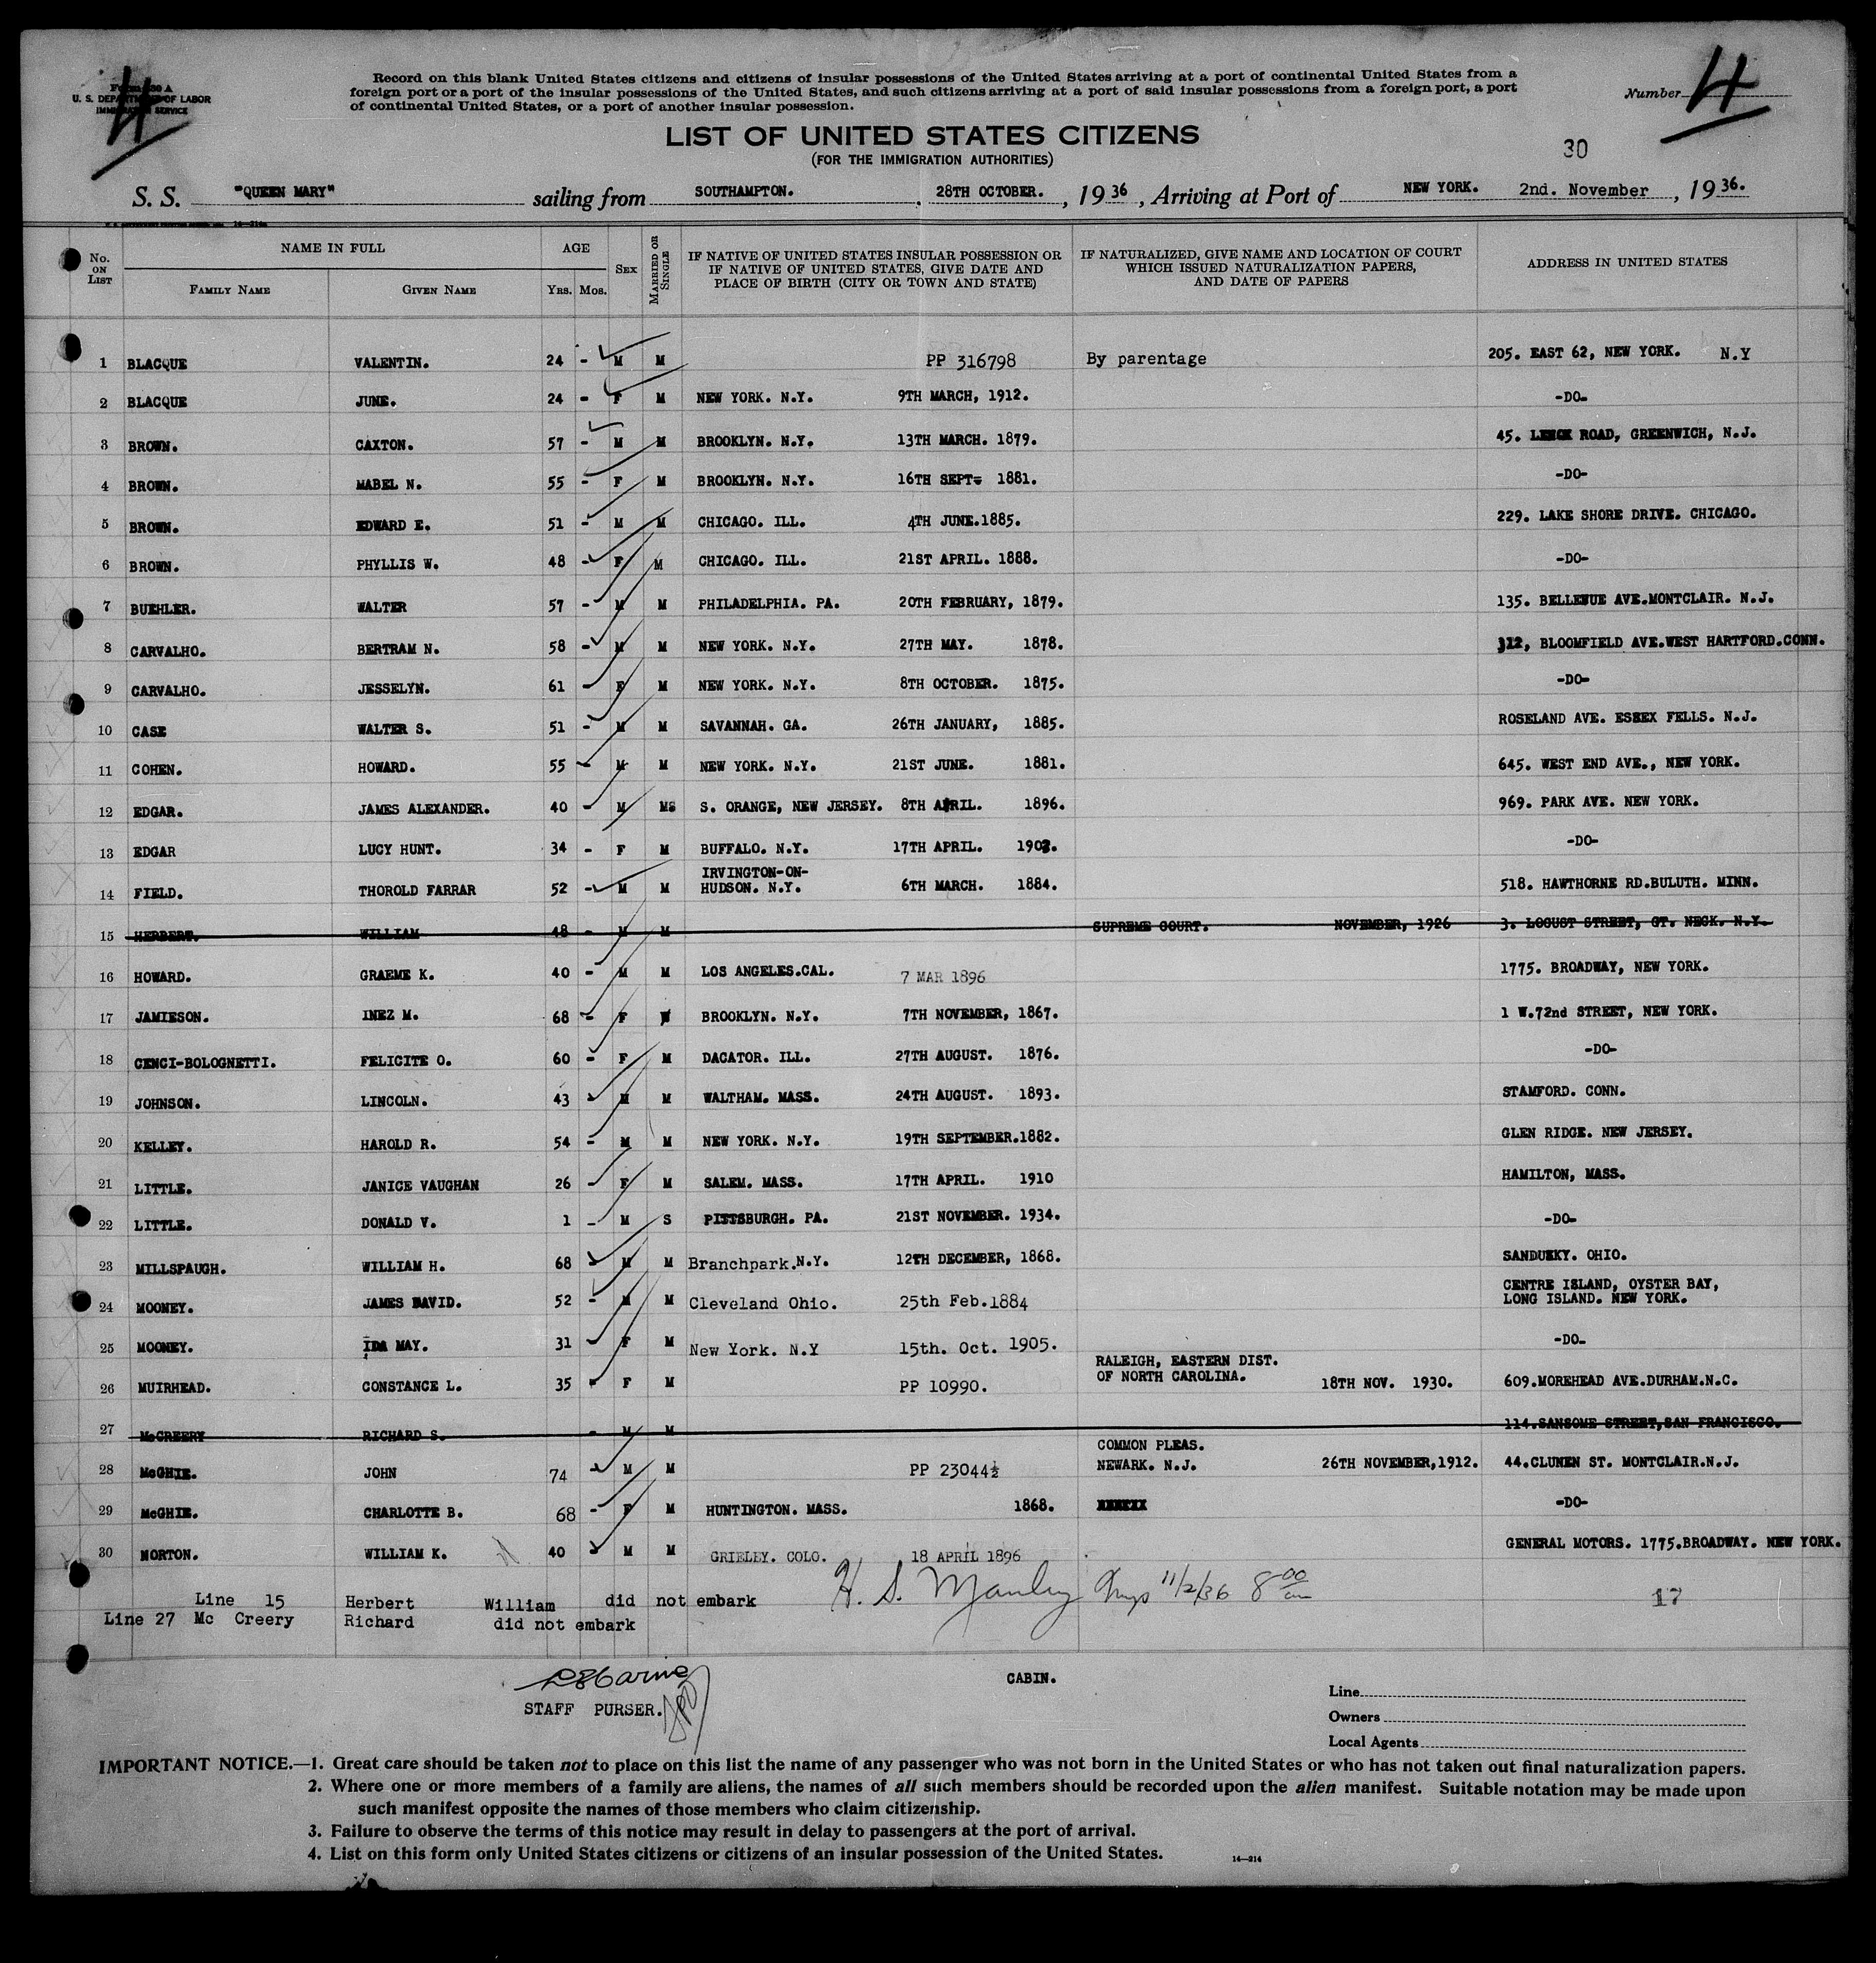 4
Form 630 A
U. S. DEPARTMENT OF LABOR
IMMIGRATION SERVICE
Record on this blank United States citizens and citizens of insular possessions of the United States arriving at a port of continental United States from a
foreign port or a port of the insular possessions of the United States, and such citizens arriving at a port of said insular possessions from a foreign port, a port
of continental United States, or a port of another insular possession.
Number 4
LIST OF UNITED STATES CITIZENS
(FOR THE IMMIGRATION AUTHORITIES)
30
S. S. "QUEEN MARY" sailing from SOUTHAMPTON. , 28TH OCTOBER. , 19 36 , Arriving at Port of NEW YORK. 2nd. November , 19 36.
No. ON LIST NAME IN FULL AGE SEX MARRIED OR SINGLE IF NATIVE OF UNITED STATES INSULAR POSSESSION OR IF NATIVE OF UNITED STATES, GIVE DATE AND PLACE OF BIRTH (CITY OR TOWN AND STATE) IF NATURALIZED, GIVE NAME AND LOCATION OF COURT WHICH ISSUED NATURALIZATION PAPERS, AND DATE OF PAPERS ADDRESS IN UNITED STATES
FAMILY NAME GIVEN NAME YRS. MOS.
1 BLACQUE VALENTIN. 24 - M M PP 316798 By parentage 205. EAST 62, NEW YORK. N.Y
2 BLACQUE JUNE. 24 - F M NEW YORK. N.Y. 9TH MARCH, 1912. -DO-
3 BROWN. CAXTON. 57 - M M BROOKLYN. N.Y. 13TH MARCH. 1879. 45. ROAD, GREENWICH, N.J.
4 BROWN. MABEL N. 55 - F M BROOKLYN. N.Y. 16TH SEPT- 1881. -DO-
5 BROWN. EDWARD E. 51 - M M CHICAGO. ILL. 4TH JUNE.1885. 229. LAKE SHORE DRIVE. CHICAGO.
6 BROWN. PHYLLIS W. 48 - F M CHICAGO. ILL. 21ST APRIL. 1888. -DO-
7 BUEHLER. WALTER 57 - M M PHILADELPHIA. PA. 20TH FEBRUARY, 1879. 135. BELLEVUE AVE.MONTCLAIR. N.J.
8 CARVALHO. BERTRAM N. 58 - M M NEW YORK. N.Y. 27TH MAY. 1878. 312, BLOOMFIELD AVE.WEST HARTFORD.CONN.
9 CARVALHO. JESSELYN. 61 - F M NEW YORK. N.Y. 8TH OCTOBER. 1875. -DO-
10 CASE WALTER S. 51 - M M SAVANNAH. GA. 26TH JANUARY, 1885. ROSELAND AVE. ESSEX FELLS. N.J.
11 COHEN. HOWARD. 55 - M M NEW YORK. N.Y. 21ST JUNE. 1881. 645. WEST END AVE., NEW YORK.
12 EDGAR. JAMES ALEXANDER. 40 - M MS S. ORANGE, NEW JERSEY. 8TH APRIL. 1896. 969. PARK AVE. NEW YORK.
13 EDGAR LUCY HUNT. 34 - F M BUFFALO. N.Y. 17TH APRIL. 1902. -DO-
14 FIELD. THOROLD FARRAR 52 - M M IRVINGTON-ON-HUDSON. N.Y. 6TH MARCH. 1884. 518. HAWTHORNE RD.BULUTH. MINN.
15 HERBERT. WILLIAM 48 - M M SUPREME COURT. NOVEMBER, 1926 3. LOCUST STREET, GT. NECK. N.Y.
16 HOWARD. GRAEME K. 40 - M M LOS ANGELES.CAL. 7 MAR 1896 1775. BROADWAY, NEW YORK.
17 JAMIESON. INEZ M. 68 - F BROOKLYN. N.Y. 7TH NOVEMBER, 1867. 1 W.72nd STREET, NEW YORK.
18 CENCI-BOLOGNETTI. FELICITE O. 60 - F M DACATOR. ILL. 27TH AUGUST. 1876. -DO-
19 JOHNSON. LINCOLN. 43 - M M WALTHAM. MASS. 24TH AUGUST. 1893. STAMFORD. CONN.
20 KELLEY. HAROLD R. 54 - M M NEW YORK. N.Y. 19TH SEPTEMBER.1882. GLEN RIDGE. NEW JERSEY.
21 LITTLE. JANICE VAUGHAN 26 - F M SALEM. MASS. 17TH APRIL. 1910 HAMILTON, MASS.
22 LITTLE. DONALD V. 1 - M S PITTSBURGH. PA. 21ST NOVEMBER. 1934. -DO-
23 MILLSPAUGH. WILLIAM H. 68 - M M Branchpark.N.Y. 12TH DECEMBER, 1868. SANDUSKY. OHIO.
24 MOONEY. JAMES DAVID. 52 - M M Cleveland Ohio. 25th Feb.1884 CENTRE ISLAND, OYSTER BAY, LONG ISLAND. NEW YORK.
25 MOONEY. IDA MAY. 31 - F M New York. N.Y 15th. Oct. 1905. -DO-
26 MUIRHEAD. CONSTANCE L. 35 - F M PP 10990. RALEIGH, EASTERN DIST. OF NORTH CAROLINA. 18TH NOV. 1930. 609.MOREHEAD AVE.DURHAM.N.C.
27 McCREERY RICHARD S. - M M 114.SANSOME STREET,SAN FRANCISCO.
28 McGHIE. JOHN 74 - M M PP 23044½ COMMON PLEAS. NEWARK. N.J. 26TH NOVEMBER,1912. 44.CLUMEN ST. MONTCLAIR.N.J.
29 McGHIE. CHARLOTTE B. 68 - F M HUNTINGTON. MASS. 1868. -DO-
30 NORTON. WILLIAM K. 40 - M M GRIELEY. COLO. 18 APRIL 1896 GENERAL MOTORS. 1775.BROADWAY. NEW YORK.
Line 15 Herbert William did not embark
Line 27 Mc Creery Richard did not embark
H. S. Manley Insp 11/2/36 8 00 am
17
STAFF PURSER.
CABIN.
Line
Owners
Local Agents
IMPORTANT NOTICE.—1. Great care should be taken not to place on this list the name of any passenger who was not born in the United States or who has not taken out final naturalization papers.
2. Where one or more members of a family are aliens, the names of all such members should be recorded upon the alien manifest. Suitable notation may be made upon
such manifest opposite the names of those members who claim citizenship.
3. Failure to observe the terms of this notice may result in delay to passengers at the port of arrival.
4. List on this form only United States citizens or citizens of an insular possession of the United States.
14—214